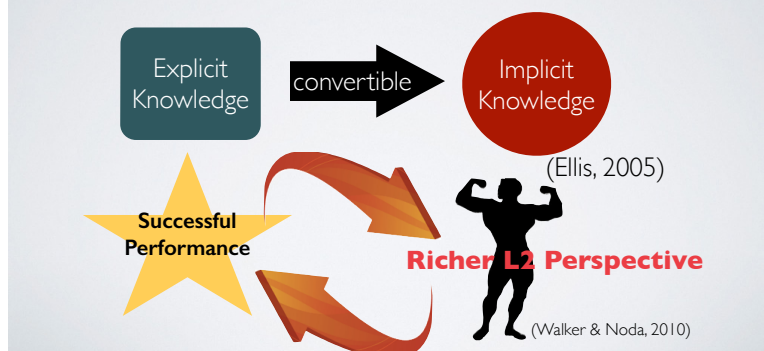 Explicit
Knowledge
convertible
Implicit
Knowledge
(Ellis, 2005)
Successful
Performance
Richer L2 Perspective
(Walker & Noda, 2010)